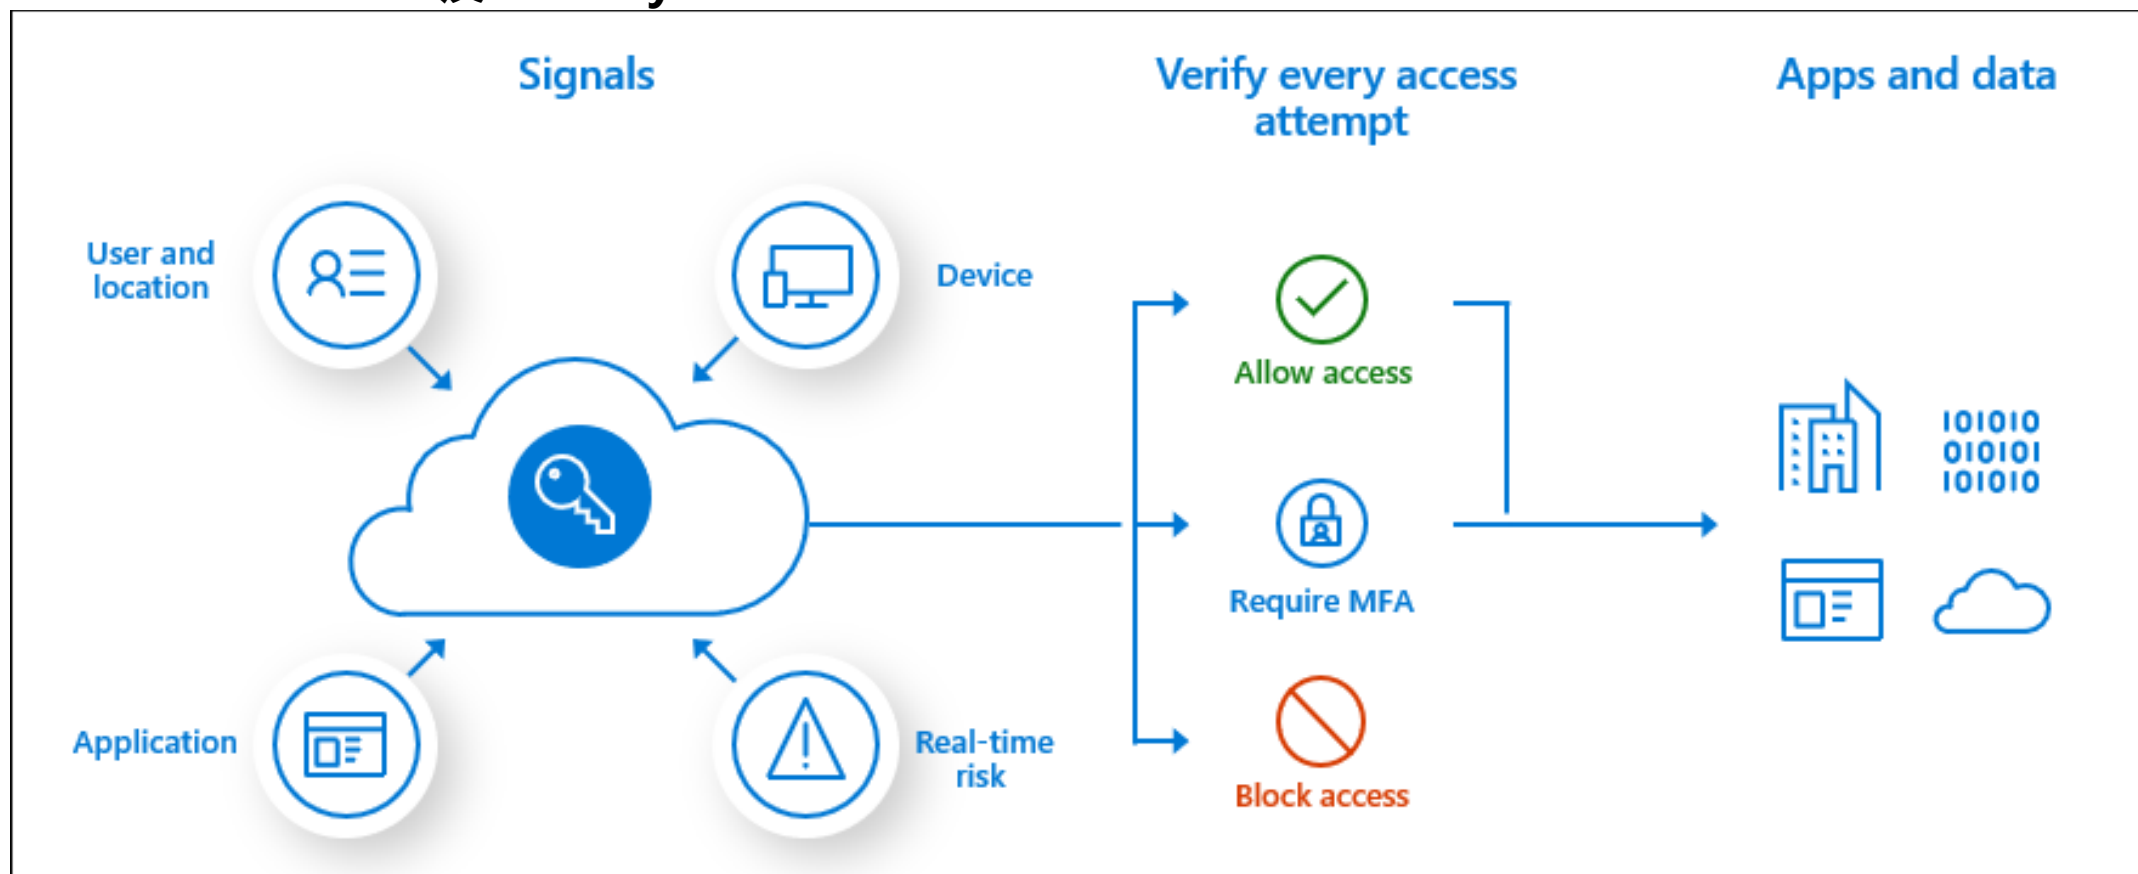 Signals
Verify every access
attempt
Apps and data
User and
location
Device
Allow access
101010
010101
101010
Require MFA
Application
Real-time
risk
Block access